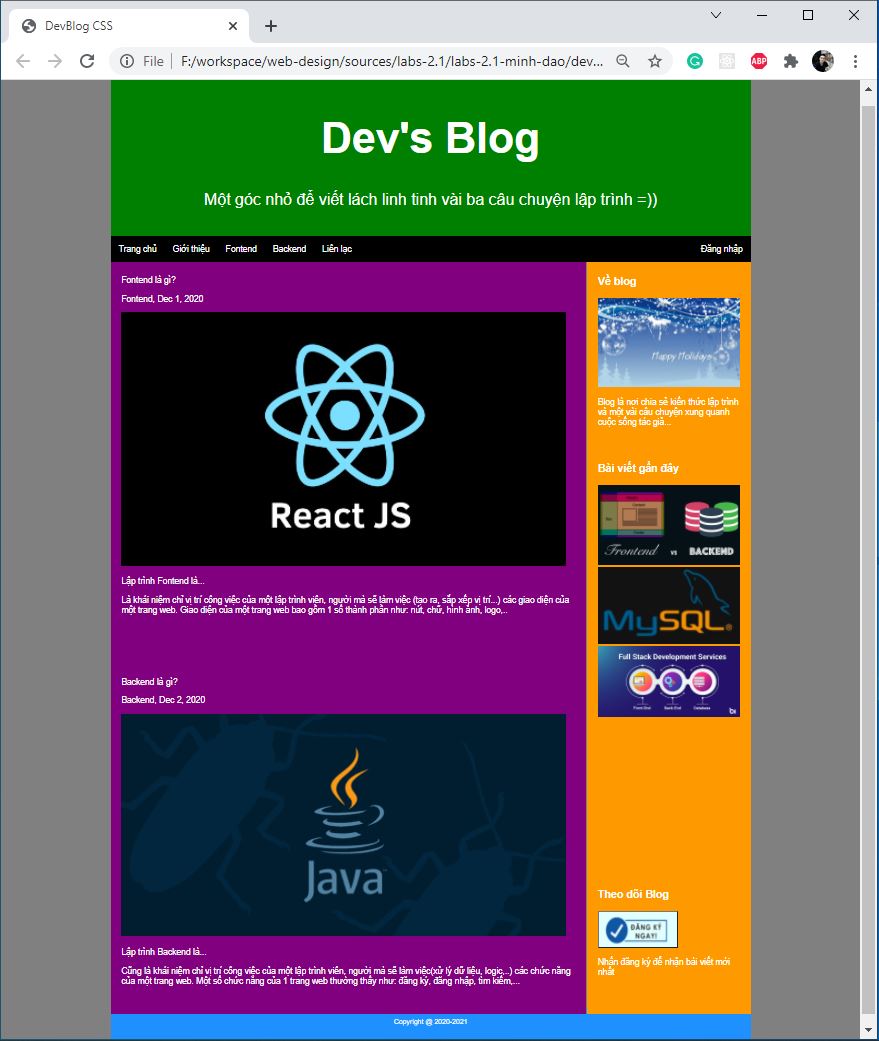 DevBlog CSS
File
F:/workspace/web-design/sources/labs-2.1/labs-2.1-minh-dao/dev...
ABP
Dev's Blog
Một góc nhỏ để viết lách linh tinh vài ba câu chuyện lập trình =))
Trang chủ Giới thiệu Fontend Backend Liên lạc Đăng nhập
Fontend là gì?
Fontend, Dec 1, 2020
React JS
Lập trình Fontend là...
Là khái niệm chỉ vị trí công việc của một lập trình viên, người mà sẽ làm việc (tạo ra, sắp xếp vị trí...) các giao diện của
một trang web. Giao diện của một trang web bao gồm 1 số thành phần như: nút, chữ, hình ảnh, logo,..
Backend là gì?
Backend, Dec 2, 2020
Java
Lập trình Backend là...
Cũng là khái niệm chỉ vị trí công việc của một lập trình viên, người mà sẽ làm việc(xử lý dữ liệu, logic,..) các chức năng
của một trang web. Một số chức năng của 1 trang web thường thấy như: đăng ký, đăng nhập, tìm kiếm,...
Về blog
Happy Holidays
Blog là nơi chia sẻ kiến thức lập trình
và một vài câu chuyện xung quanh
cuộc sống tác giả...
Bài viết gần đây
Frontend vs BACKEND
MySQL®
Full Stack Development Services
Front End Back End Database
Theo dõi Blog
ĐĂNG KÝ
NGAY!
Nhấn đăng ký để nhận bài viết mới
nhất
Copyright @ 2020-2021